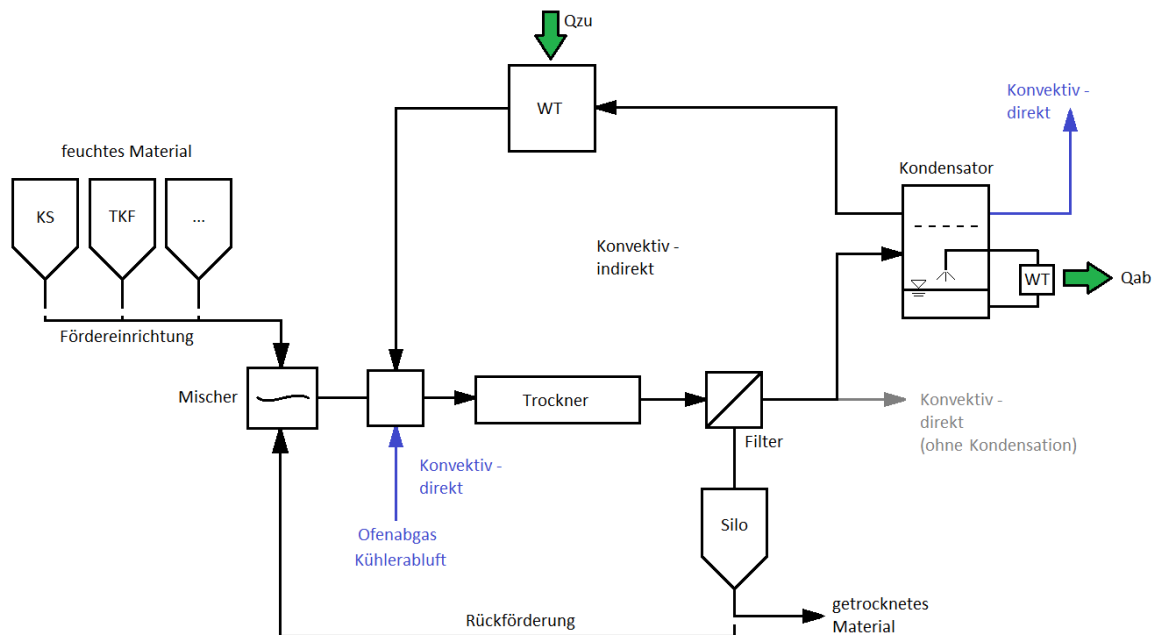 Qzu
WT
Konvektiv -
direkt
feuchtes Material
Kondensator
KS
TKF
...
Konvektiv -
indirekt
WT
Qab
Fördereinrichtung
Mischer
Trockner
Konvektiv -
direkt
(ohne Kondensation)
Filter
Konvektiv -
direkt
Silo
Ofenabgas
Kühlerabluft
Rückförderung
getrocknetes
Material